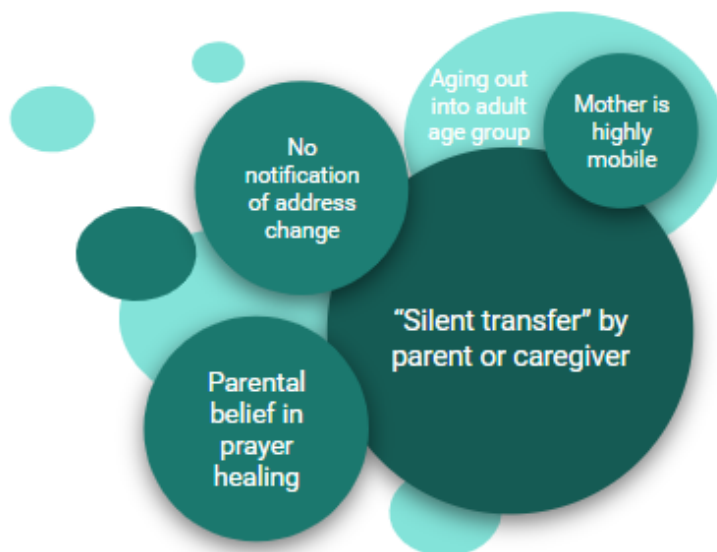 Aging out
into adult
age group
Mother is
highly
mobile
No
notification
of address
change
“Silent transfer” by
parent or caregiver
Parental
belief in
prayer
healing